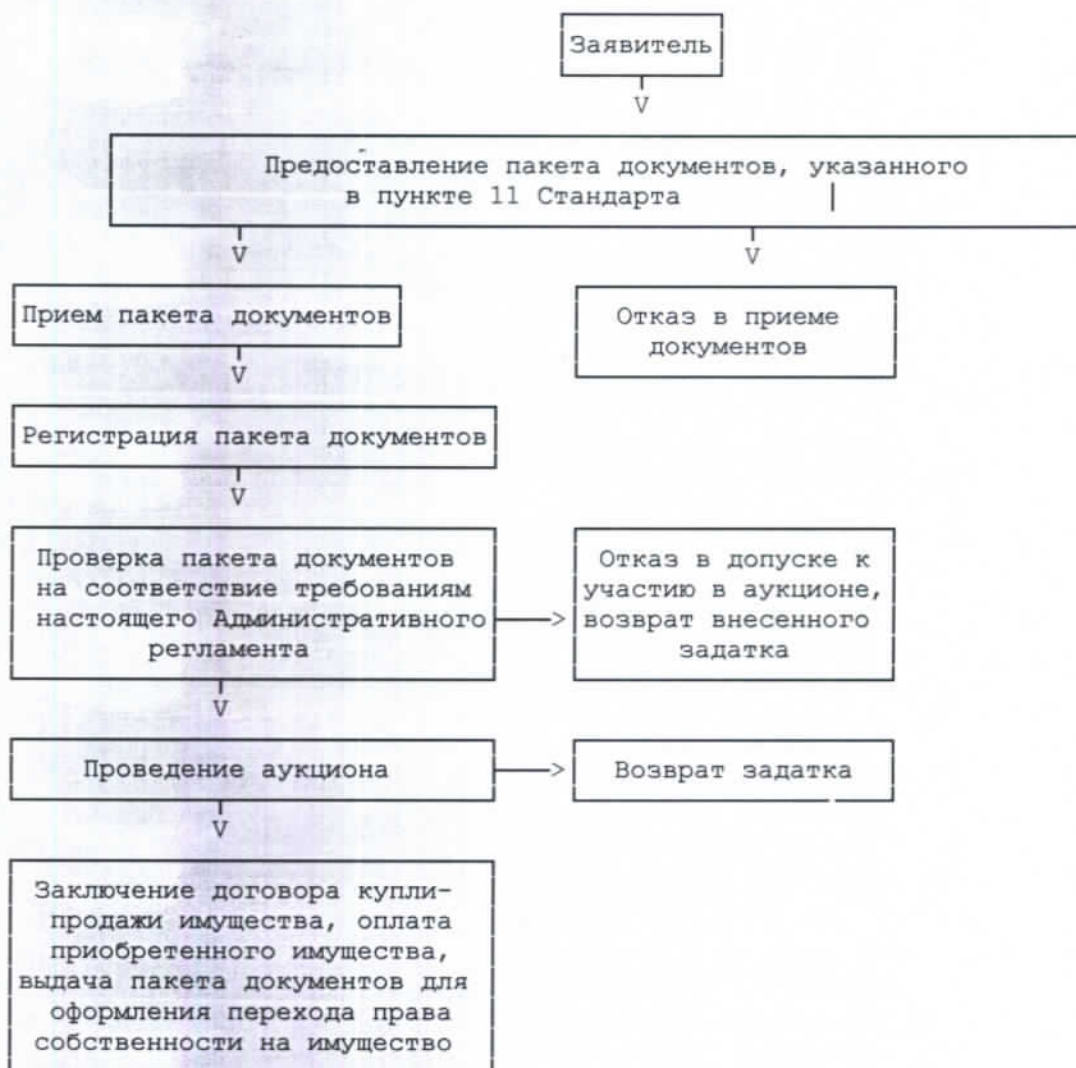 Заявитель
V
Предоставление пакета документов, указанного
в пункте 11 Стандарта
V V
Прием пакета документов
Отказ в приеме
документов
V
Регистрация пакета документов
V
Проверка пакета документов
на соответствие требованиям
настоящего Административного
регламента
>
Отказ в допуске к
участию в аукционе,
возврат внесенного
задатка
V
Проведение аукциона
>
Возврат задатка
V
Заключение договора купли-
продажи имущества, оплата
приобретенного имущества,
выдача пакета документов для
оформления перехода права
собственности на имущество